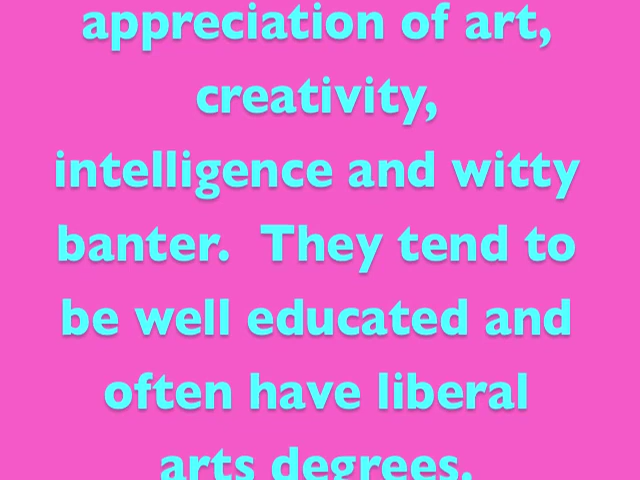 appreciation of art,
creativity,
intelligence and witty
banter.  They tend to
be well educated and
often have liberal
arts degrees.